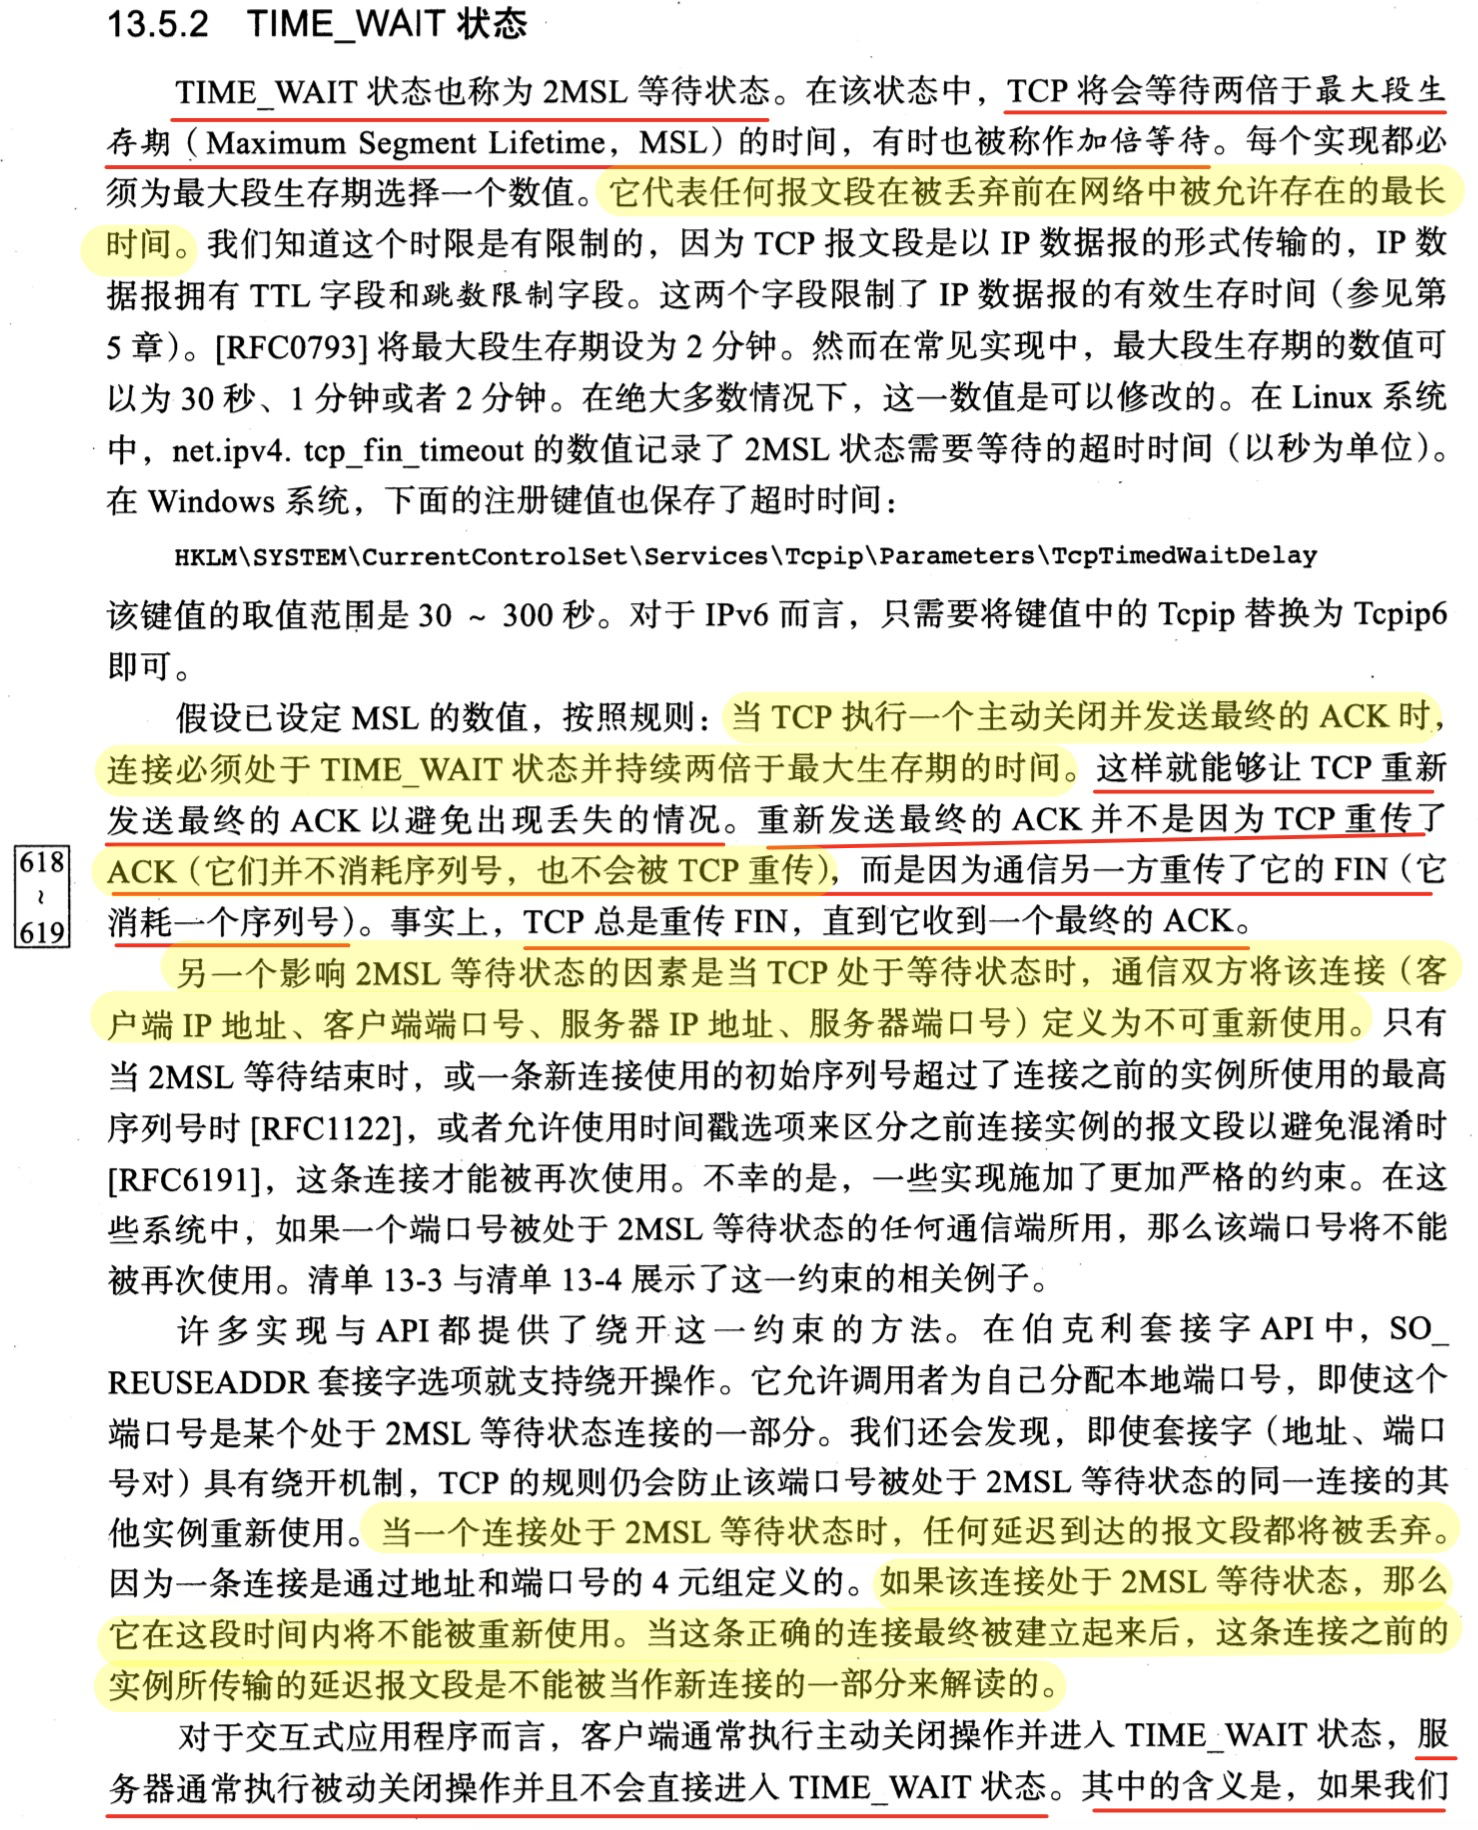 13.5.2 TIME_WAIT 状态
TIME_WAIT 状态也称为 2MSL 等待状态。在该状态中，TCP 将会等待两倍于最大段生
存期（Maximum Segment Lifetime，MSL）的时间，有时也被称作加倍等待。每个实现都必
须为最大段生存期选择一个数值。它代表任何报文段在被丢弃前在网络中被允许存在的最长
时间。我们知道这个时限是有限制的，因为 TCP 报文段是以 IP 数据报的形式传输的，IP 数
据报拥有 TTL 字段和跳数限制字段。这两个字段限制了 IP 数据报的有效生存时间（参见第
5 章）。[RFC0793] 将最大段生存期设为 2 分钟。然而在常见实现中，最大段生存期的数值可
以为 30 秒、1 分钟或者 2 分钟。在绝大多数情况下，这一数值是可以修改的。在 Linux 系统
中，net.ipv4. tcp_fin_timeout 的数值记录了 2MSL 状态需要等待的超时时间（以秒为单位）。
在 Windows 系统，下面的注册键值也保存了超时时间：
HKLM\SYSTEM\CurrentControlSet\Services\Tcpip\Parameters\TcpTimedWaitDelay
该键值的取值范围是 30 ~ 300 秒。对于 IPv6 而言，只需要将键值中的 Tcpip 替换为 Tcpip6
即可。
假设已设定 MSL 的数值，按照规则：当 TCP 执行一个主动关闭并发送最终的 ACK 时，
连接必须处于 TIME_WAIT 状态并持续两倍于最大生存期的时间。这样就能够让 TCP 重新
发送最终的 ACK 以避免出现丢失的情况。重新发送最终的 ACK 并不是因为 TCP 重传了
618
~
619
ACK（它们并不消耗序列号，也不会被 TCP 重传），而是因为通信另一方重传了它的 FIN（它
消耗一个序列号）。事实上，TCP 总是重传 FIN，直到它收到一个最终的 ACK。
另一个影响 2MSL 等待状态的因素是当 TCP 处于等待状态时，通信双方将该连接（客
户端 IP 地址、客户端端口号、服务器 IP 地址、服务器端口号）定义为不可重新使用。只有
当 2MSL 等待结束时，或一条新连接使用的初始序列号超过了连接之前的实例所使用的最高
序列号时 [RFC1122]，或者允许使用时间戳选项来区分之前连接实例的报文段以避免混淆时
[RFC6191]，这条连接才能被再次使用。不幸的是，一些实现施加了更加严格的约束。在这
些系统中，如果一个端口号被处于 2MSL 等待状态的任何通信端所用，那么该端口号将不能
被再次使用。清单 13-3 与清单 13-4 展示了这一约束的相关例子。
许多实现与 API 都提供了绕开这一约束的方法。在伯克利套接字 API 中，SO_
REUSEADDR 套接字选项就支持绕开操作。它允许调用者为自己分配本地端口号，即使这个
端口号是某个处于 2MSL 等待状态连接的一部分。我们还会发现，即使套接字（地址、端口
号对）具有绕开机制，TCP 的规则仍会防止该端口号被处于 2MSL 等待状态的同一连接的其
他实例重新使用。当一个连接处于 2MSL 等待状态时，任何延迟到达的报文段都将被丢弃。
因为一条连接是通过地址和端口号的 4 元组定义的。如果该连接处于 2MSL 等待状态，那么
它在这段时间内将不能被重新使用。当这条正确的连接最终被建立起来后，这条连接之前的
实例所传输的延迟报文段是不能被当作新连接的一部分来解读的。
对于交互式应用程序而言，客户端通常执行主动关闭操作并进入 TIME_WAIT 状态，服
务器通常执行被动关闭操作并且不会直接进入 TIME_WAIT 状态。其中的含义是，如果我们